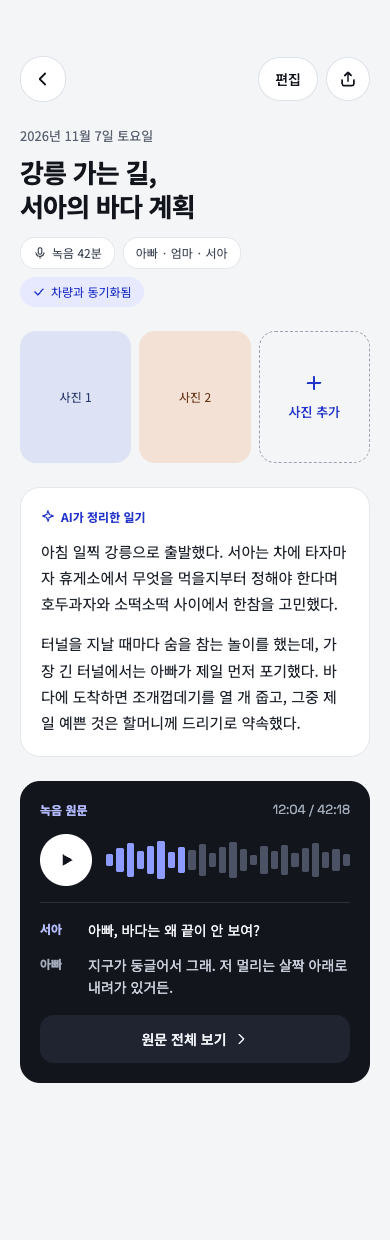 편집
2026년 11월 7일 토요일
강릉 가는 길,
서아의 바다 계획
녹음 42분
아빠 · 엄마 · 서아
차량과 동기화됨
사진 1
사진 2
사진 추가
AI가 정리한 일기
아침 일찍 강릉으로 출발했다. 서아는 차에 타자마
자 휴게소에서 무엇을 먹을지부터 정해야 한다며
호두과자와 소떡소떡 사이에서 한참을 고민했다.
터널을 지날 때마다 숨을 참는 놀이를 했는데, 가
장 긴 터널에서는 아빠가 제일 먼저 포기했다. 바
다에 도착하면 조개껍데기를 열 개 줍고, 그중 제
일 예쁜 것은 할머니께 드리기로 약속했다.
녹음 원문
12:04 / 42:18
서아 아빠, 바다는 왜 끝이 안 보여?
아빠 지구가 둥글어서 그래. 저 멀리는 살짝 아래로
내려가 있거든.
원문 전체 보기